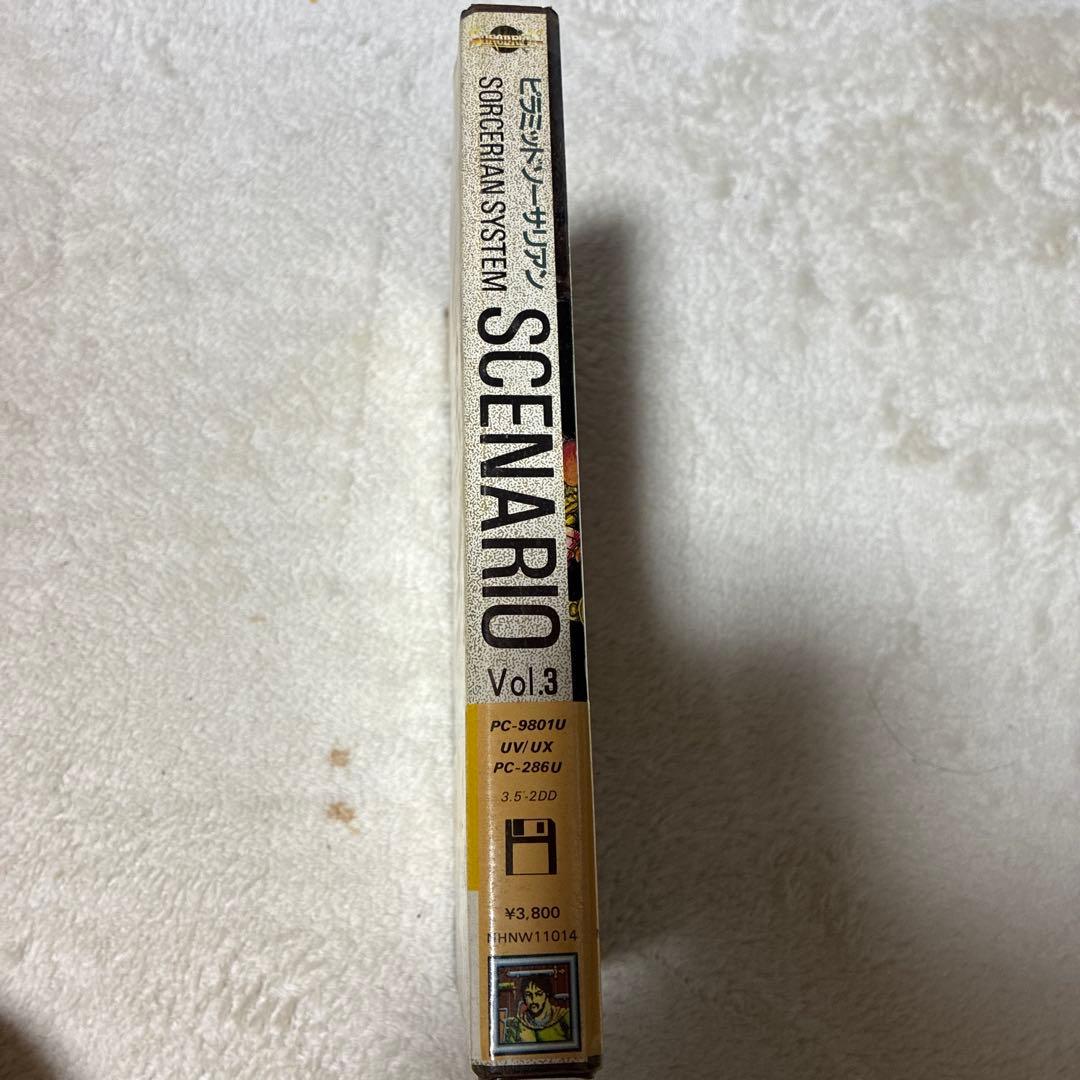 ピラミッドソーサリアン
SORCERIAN SYSTEM
SCENARIO
Vol.3
PC-9801U
UV/UX
PC-286U
3.5"-2DD
¥3,800
NHNW11014